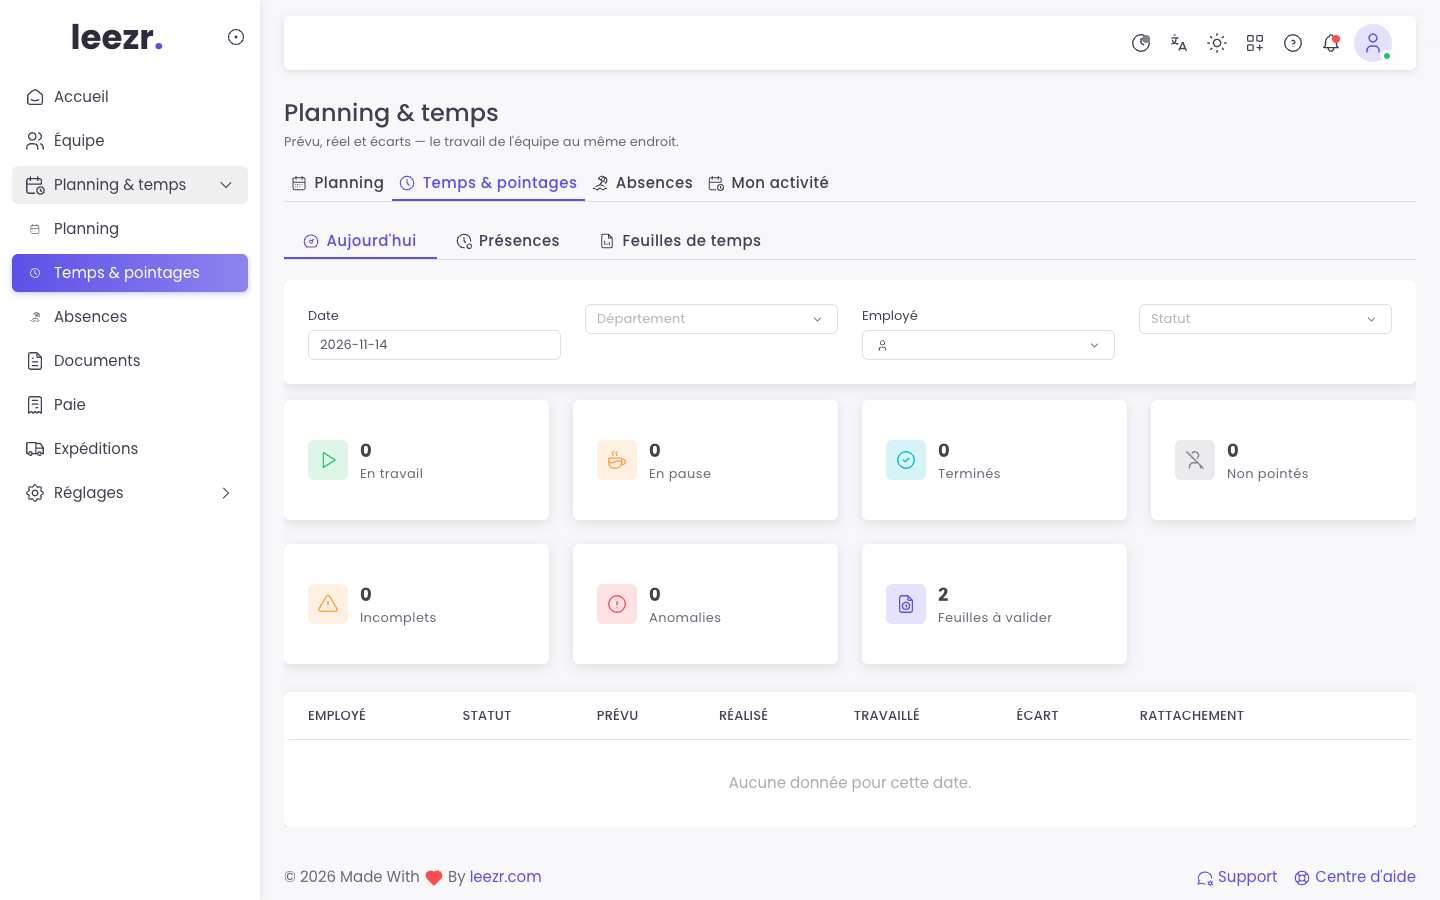 leezr.
Accueil
Équipe
Planning & temps
Planning
Temps & pointages
Absences
Documents
Paie
Expéditions
Réglages
Planning & temps
Prévu, réel et écarts — le travail de l'équipe au même endroit.
Planning Temps & pointages Absences Mon activité
Aujourd'hui Présences Feuilles de temps
Date Employé
Département Statut
2026-11-14
0 0 0 0
En travail En pause Terminés Non pointés
0 0 2
Incomplets Anomalies Feuilles à valider
EMPLOYÉ STATUT PRÉVU RÉALISÉ TRAVAILLÉ ÉCART RATTACHEMENT
Aucune donnée pour cette date.
© 2026 Made With By leezr.com Support Centre d'aide